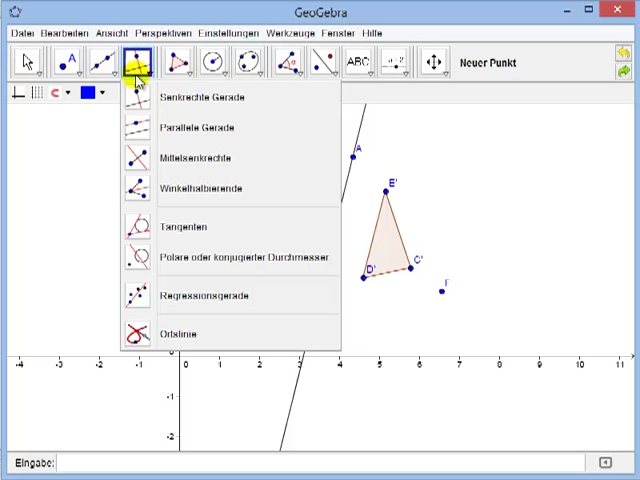 GeoGebra
Datei Bearbeiten Ansicht Perspektiven Einstellungen Werkzeuge Fenster Hilfe
A α ABC a=2 Neuer Punkt
Senkrechte Gerade
Parallele Gerade
Mittelsenkrechte
Winkelhalbierende
Tangenten
Polare oder konjugierter Durchmesser
Regressionsgerade
Ortslinie
A
E'
C'
D'
F
-4 -3 -2 -1 0 1 2 3 4 5 6 7 8 9 10 11
-1
-2
Eingabe: